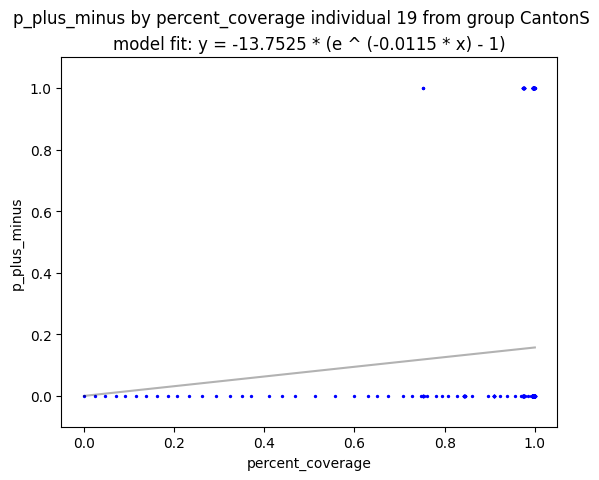 p_plus_minus by percent_coverage individual 19 from group CantonS
model fit: y = -13.7525 * (e ^ (-0.0115 * x) - 1)
1.0
0.8
0.6
0.4
0.2
0.0
p_plus_minus
0.0 0.2 0.4 0.6 0.8 1.0
percent_coverage